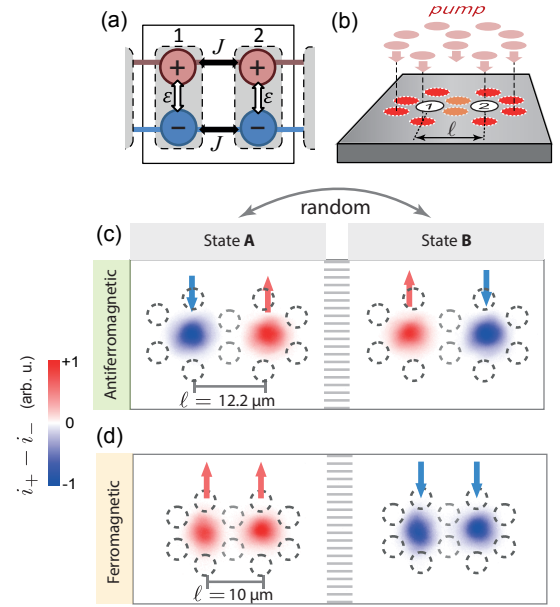 (a)
1 2
J
+ +
ε ε
− −
J
(b)
pump
1 2
ℓ
random
(c)
State A State B
Antiferromagnetic
ℓ = 12.2 µm
i+ − i− (arb. u.)
+1
0
-1
(d)
Ferromagnetic
ℓ = 10 µm